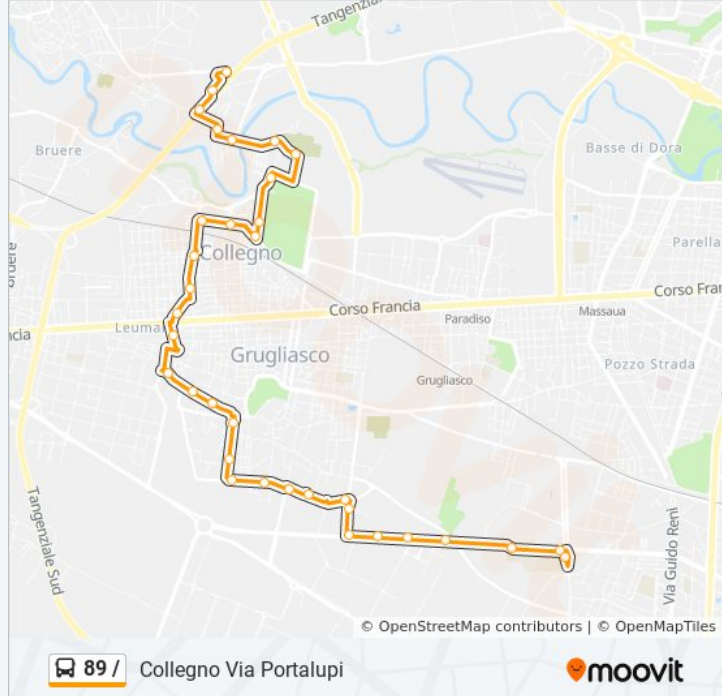 Tangenziale
Bruere
Basse di Dora
Parella
Collegno
Corso Francia
Corso Fran
Leuma
Paradiso
Massaua
Grugliasco
Pozzo Strada
Grugliasco
Tangenziale Sud
Via Guido Reni
© OpenStreetMap contributors | © OpenMapTiles
89 / Collegno Via Portalupi
moovit